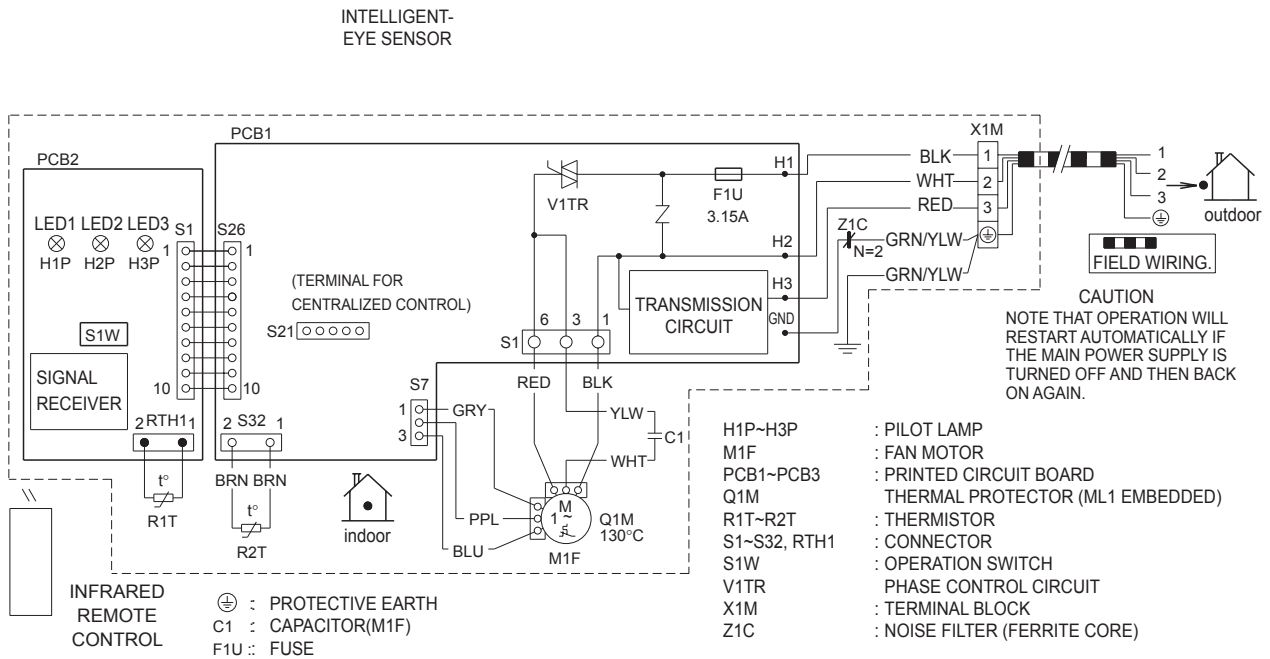 INTELLIGENT-
EYE SENSOR
PCB2
LED1 LED2 LED3
H1P H2P H3P
S1
1
10
S1W
SIGNAL
RECEIVER
2 RTH1 1
t°
R1T
PCB1
S26
1
10
(TERMINAL FOR
CENTRALIZED CONTROL)
S21
2 S32 1
BRN BRN
t°
R2T
indoor
V1TR
F1U
3.15A
H1
H2
H3
GND
TRANSMISSION
CIRCUIT
6 3 1
S1
RED BLK
YLW
C1
WHT
S7
1
3
GRY
PPL
BLU
M
1~
Q1M
130°C
M1F
X1M
BLK 1
WHT 2
RED 3
Z1C
N=2
GRN/YLW
GRN/YLW
1
2
3
outdoor
FIELD WIRING.
CAUTION
NOTE THAT OPERATION WILL
RESTART AUTOMATICALLY IF
THE MAIN POWER SUPPLY IS
TURNED OFF AND THEN BACK
ON AGAIN.
INFRARED
REMOTE
CONTROL
: PROTECTIVE EARTH
C1 : CAPACITOR(M1F)
F1U :: FUSE
H1P~H3P : PILOT LAMP
M1F : FAN MOTOR
PCB1~PCB3 : PRINTED CIRCUIT BOARD
Q1M THERMAL PROTECTOR (ML1 EMBEDDED)
R1T~R2T : THERMISTOR
S1~S32, RTH1 : CONNECTOR
S1W : OPERATION SWITCH
V1TR PHASE CONTROL CIRCUIT
X1M : TERMINAL BLOCK
Z1C : NOISE FILTER (FERRITE CORE)